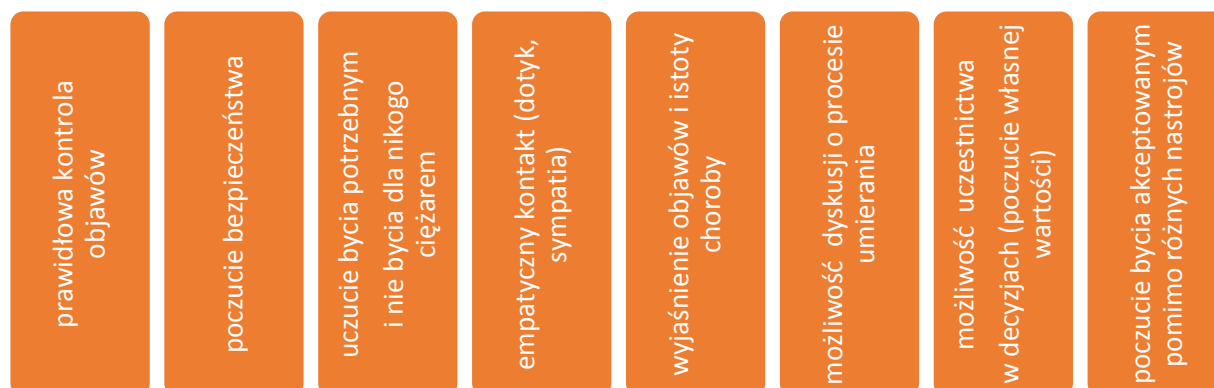 prawidłowa kontrola
objawów
poczucie bezpieczeństwa
uczucie bycia potrzebnym
i nie bycia dla nikogo
ciężarem
empatyczny kontakt (dotyk,
sympatia)
wyjaśnienie objawów i istoty
choroby
możliwość dyskusji o procesie
umierania
możliwość uczestnictwa
w decyzjach (poczucie własnej
wartości)
poczucie bycia akceptowanym
pomimo różnych nastrojów